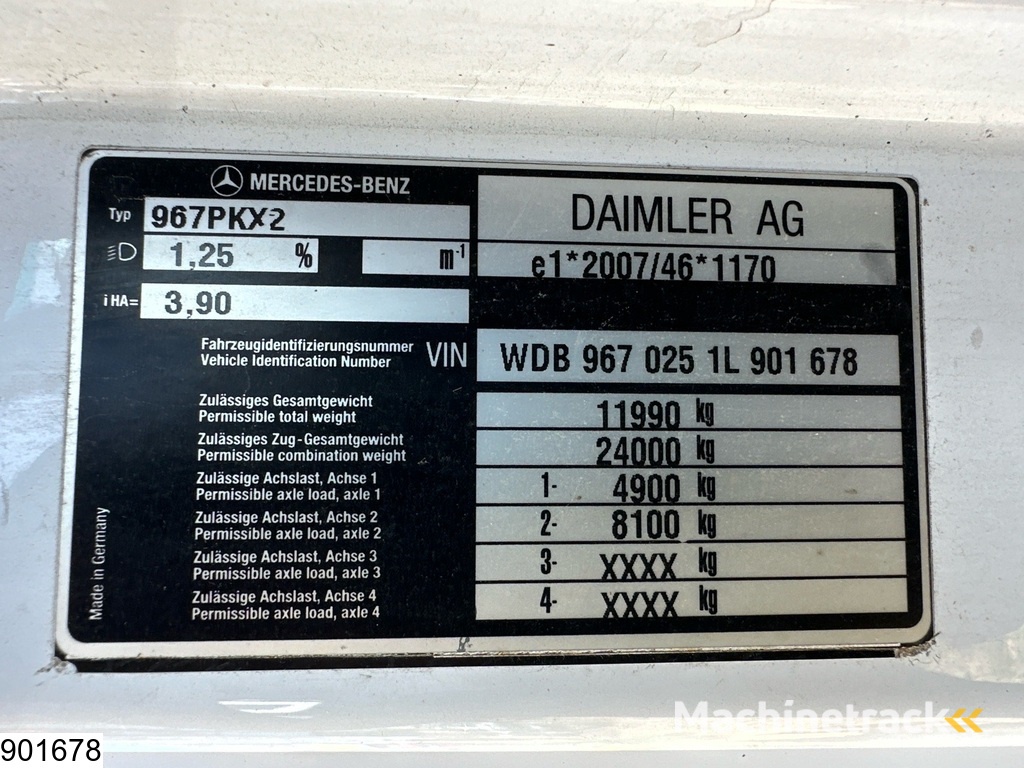 MERCEDES-BENZ
Typ 967PKX2
1,25 % m-1
iHA= 3,90
DAIMLER AG
e1*2007/46*1170
Fahrzeugidentifizierungsnummer
Vehicle Identification Number
VIN WDB 967 025 1L 901 678
Zulässiges Gesamtgewicht
Permissible total weight
11990 kg
Zulässiges Zug-Gesamtgewicht
Permissible combination weight
24000 kg
Zulässige Achslast, Achse 1
Permissible axle load, axle 1
1- 4900 kg
Zulässige Achslast, Achse 2
Permissible axle load, axle 2
2- 8100 kg
Zulässige Achslast, Achse 3
Permissible axle load, axle 3
3- XXXX kg
Zulässige Achslast, Achse 4
Permissible axle load, axle 4
4- XXXX kg
Made in Germany
Machinetrack
901678